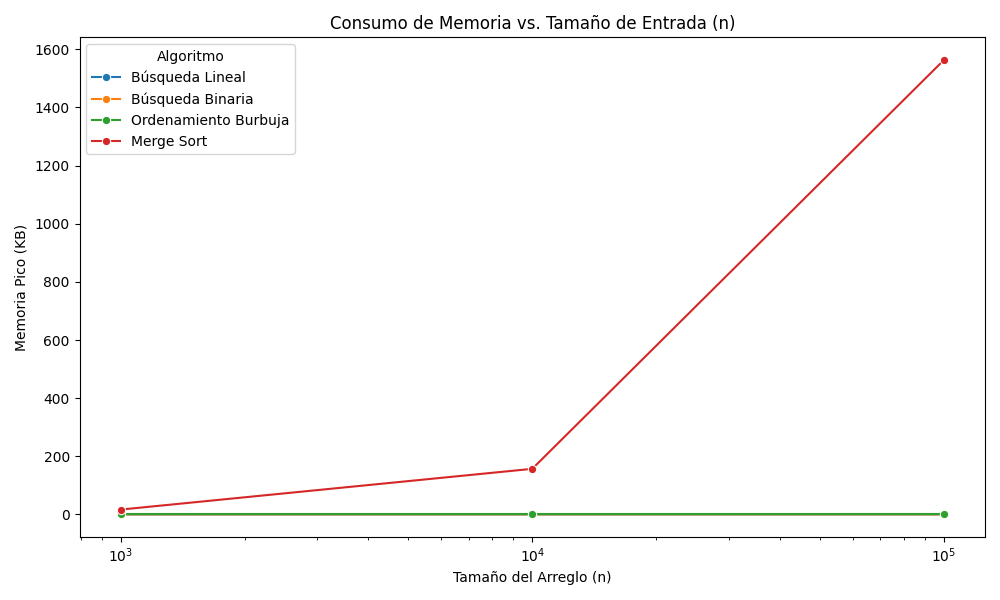 Consumo de Memoria vs. Tamaño de Entrada (n)
Algoritmo
Búsqueda Lineal
Búsqueda Binaria
Ordenamiento Burbuja
Merge Sort
Memoria Pico (KB)
1600
1400
1200
1000
800
600
400
200
0
10³ 10⁴ 10⁵
Tamaño del Arreglo (n)